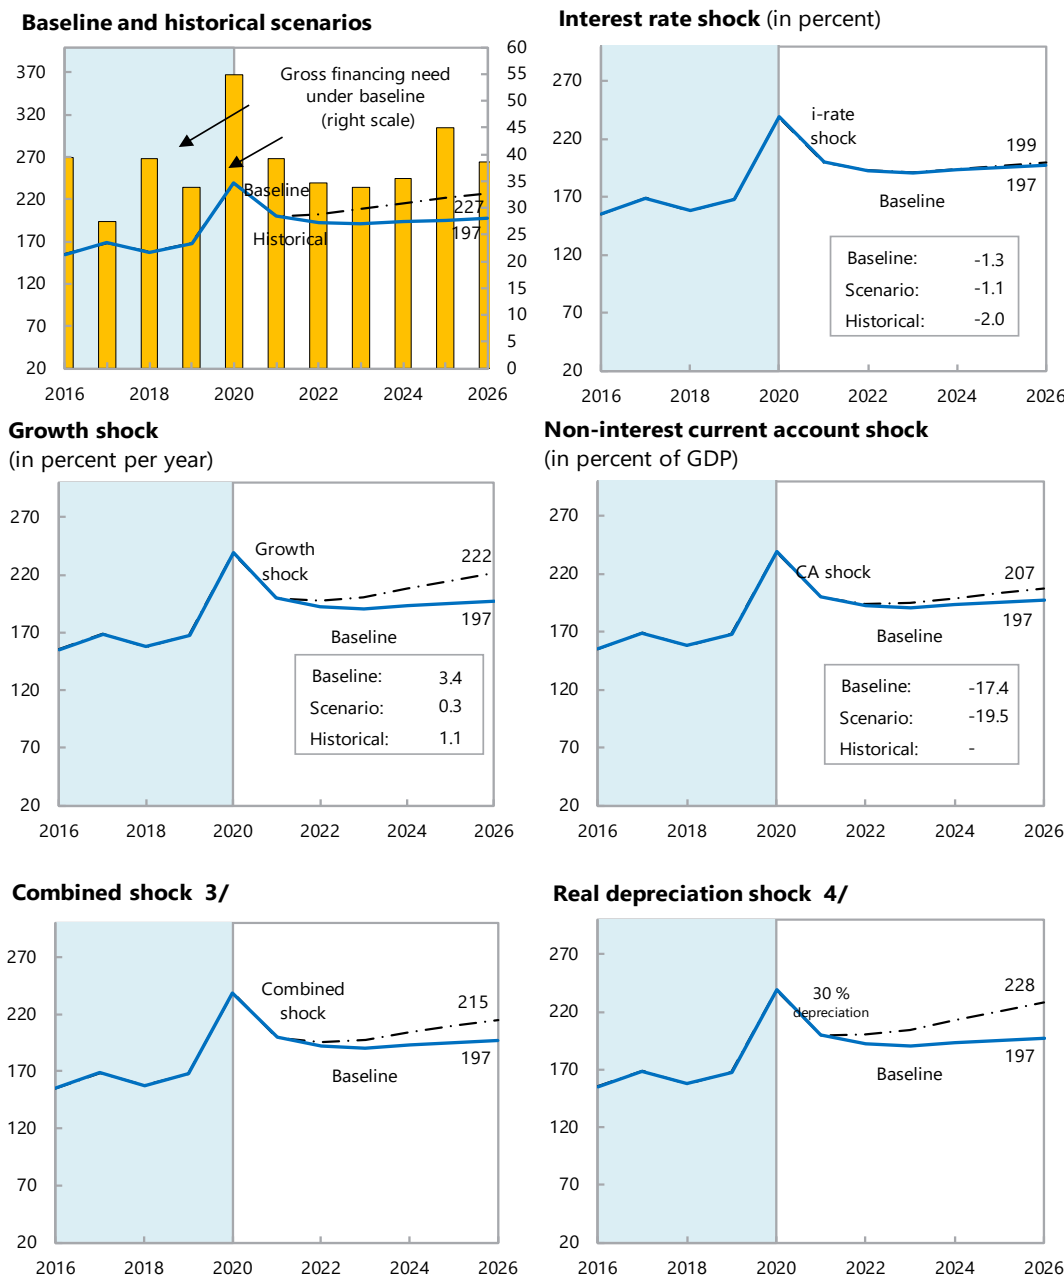 Baseline and historical scenarios
370
320
270
220
170
120
70
20
60
55
50
45
40
35
30
25
20
15
10
5
0
Gross financing need
under baseline
(right scale)
Baseline
Historical
227
197
2016
2018
2020
2022
2024
2026
Interest rate shock (in percent)
270
220
170
120
70
20
i-rate
shock
199
197
Baseline
Baseline: -1.3
Scenario: -1.1
Historical: -2.0
2016
2018
2020
2022
2024
2026
Growth shock
(in percent per year)
270
220
170
120
70
20
Growth
shock
222
197
Baseline
Baseline: 3.4
Scenario: 0.3
Historical: 1.1
2016
2018
2020
2022
2024
2026
Non-interest current account shock
(in percent of GDP)
270
220
170
120
70
20
CA shock
207
197
Baseline
Baseline: -17.4
Scenario: -19.5
Historical: -
2016
2018
2020
2022
2024
2026
Combined shock 3/
270
220
170
120
70
20
Combined
shock
215
197
Baseline
2016
2018
2020
2022
2024
2026
Real depreciation shock 4/
270
220
170
120
70
20
30 %
depreciation
228
197
Baseline
2016
2018
2020
2022
2024
2026